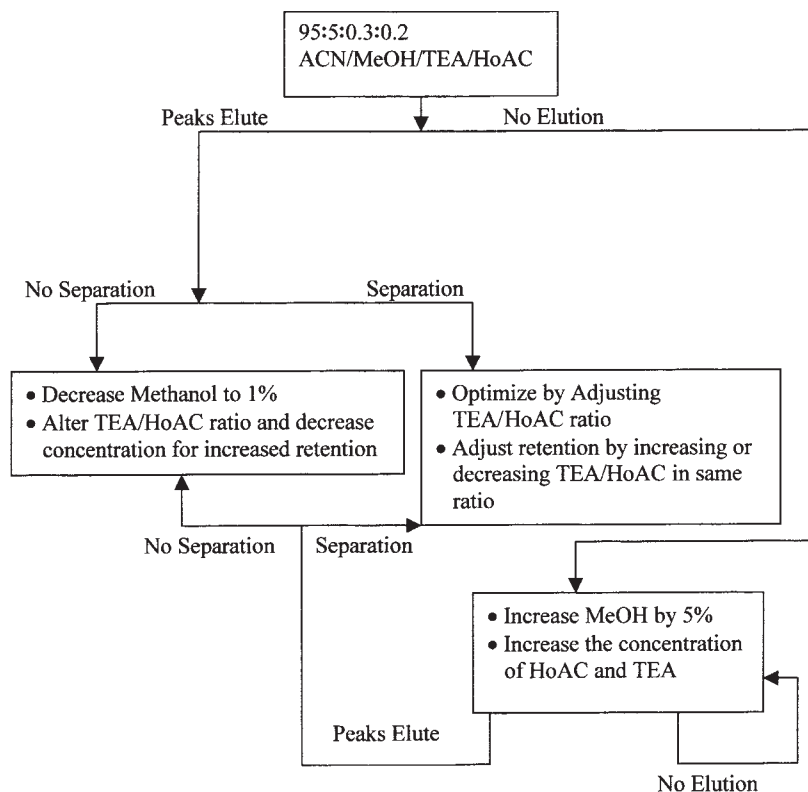 95:5:0.3:0.2
ACN/MeOH/TEA/HoAC
Peaks Elute
No Elution
No Separation
Separation
• Decrease Methanol to 1%
• Alter TEA/HoAC ratio and decrease
concentration for increased retention
• Optimize by Adjusting
TEA/HoAC ratio
• Adjust retention by increasing or
decreasing TEA/HoAC in same
ratio
No Separation
Separation
• Increase MeOH by 5%
• Increase the concentration
of HoAC and TEA
Peaks Elute
No Elution